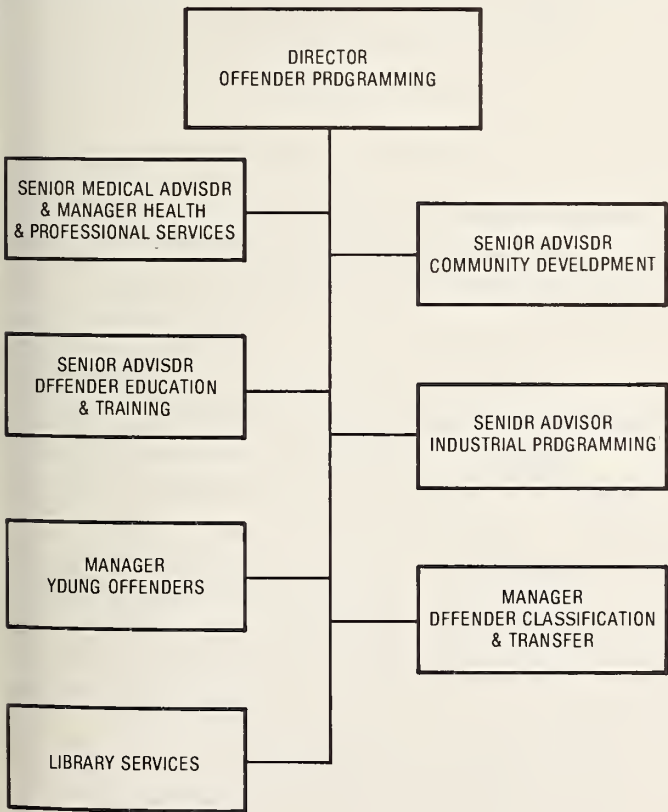 DIRECTOR
OFFENDER PRDGRAMMING
SENIOR MEDICAL ADVISDR
& MANAGER HEALTH
& PROFESSIONAL SERVICES
SENIOR ADVISDR
COMMUNITY DEVELDPMENT
SENIOR ADVISDR
DFFENDER EDUCATION
& TRAINING
SENIDR ADVISOR
INDUSTRIAL PRDGRAMMING
MANAGER
YDUNG OFFENDERS
MANAGER
DFFENDER CLASSIFICATION
& TRANSFER
LIBRARY SERVICES